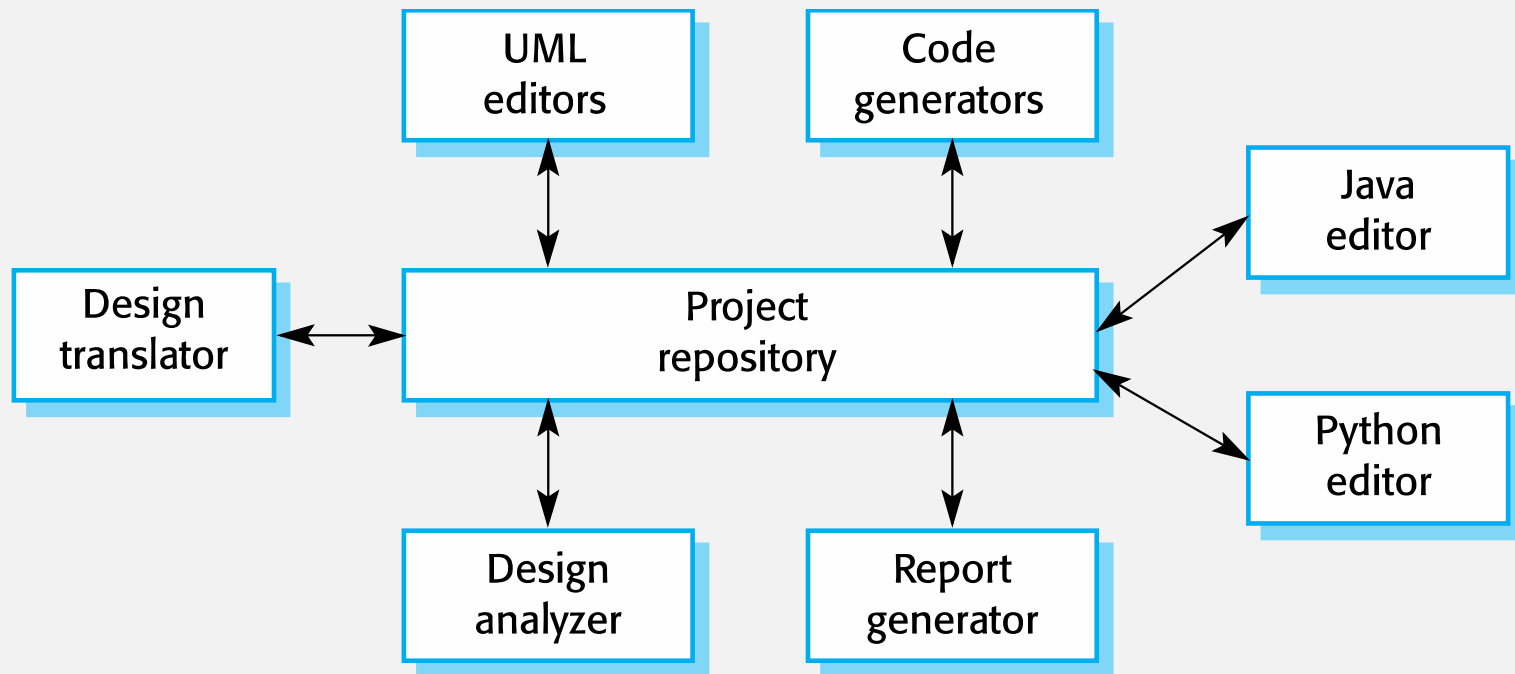 UML
editors
Code
generators
Java
editor
Design
translator
Project
repository
Python
editor
Design
analyzer
Report
generator